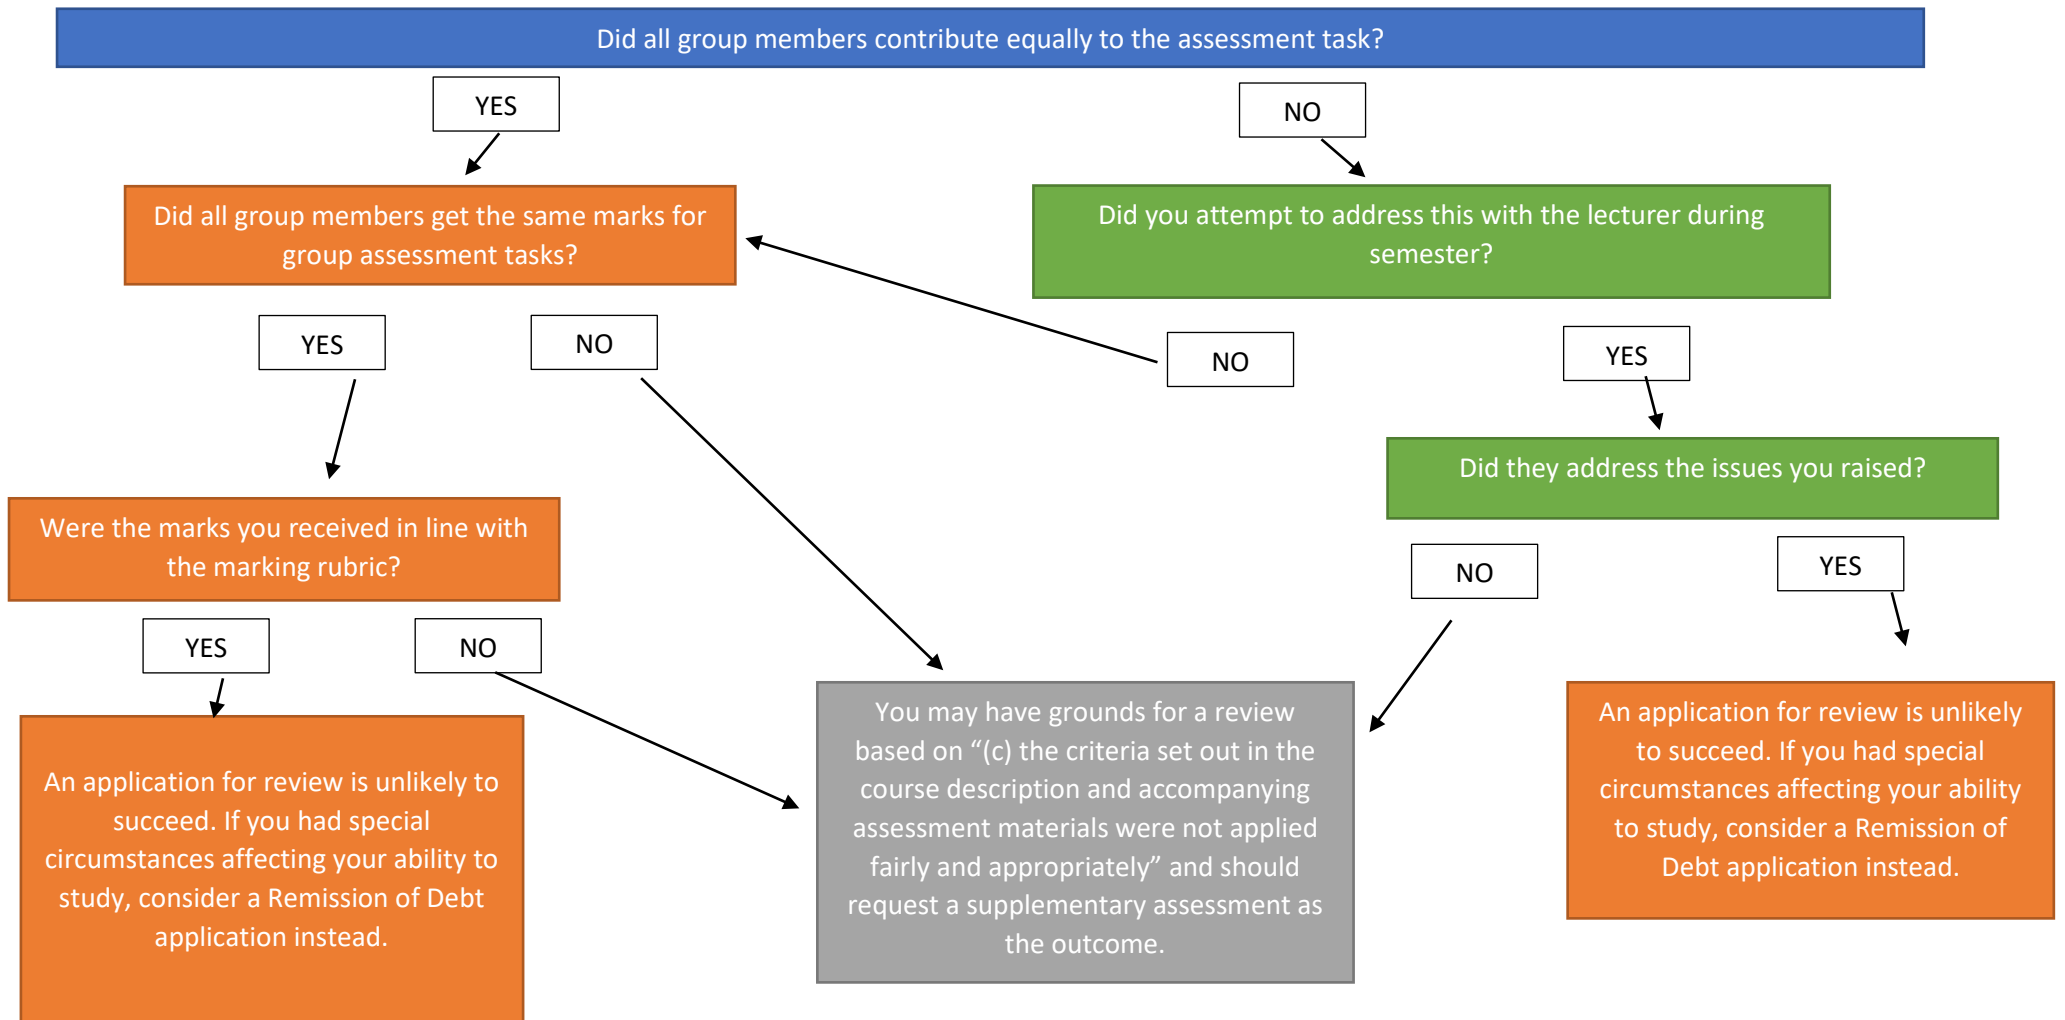 Did all group members contribute equally to the assessment task?
YES
NO
Did all group members get the same marks for
group assessment tasks?
Did you attempt to address this with the lecturer during
semester?
YES
NO
NO
YES
Did they address the issues you raised?
Were the marks you received in line with
the marking rubric?
NO
YES
YES
NO
An application for review is unlikely to
succeed. If you had special
circumstances affecting your ability to
study, consider a Remission of Debt
application instead.
You may have grounds for a review
based on “(c) the criteria set out in the
course description and accompanying
assessment materials were not applied
fairly and appropriately” and should
request a supplementary assessment as
the outcome.
An application for review is unlikely
to succeed. If you had special
circumstances affecting your ability
to study, consider a Remission of
Debt application instead.